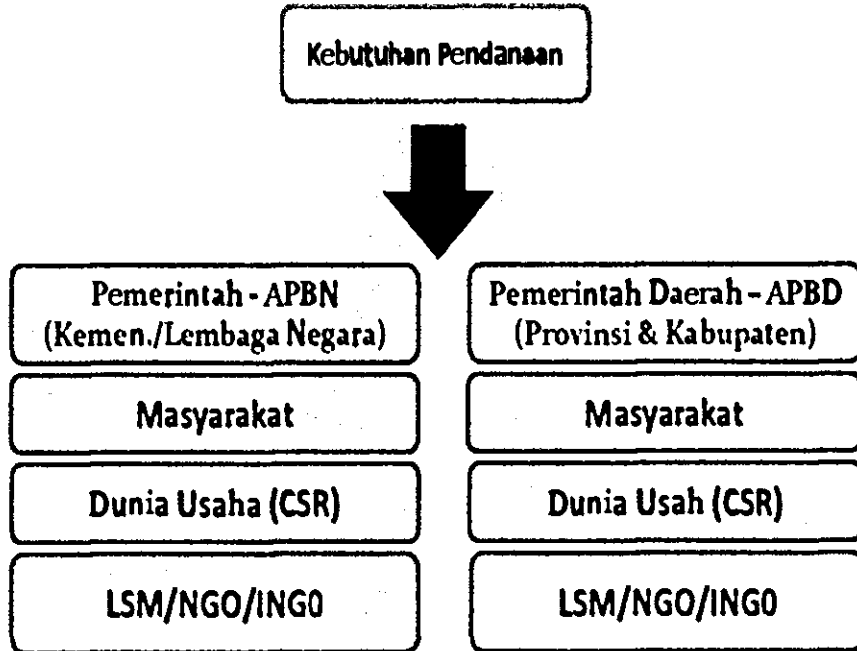 Kebutuhan Pendanaan
Pemerintah - APBN
(Kemen./Lembaga Negara)
Masyarakat
Dunia Usaha (CSR)
LSM/NGO/INGO
Pemerintah Daerah – APBD
(Provinsi & Kabupaten)
Masyarakat
Dunia Usah (CSR)
LSM/NGO/INGO